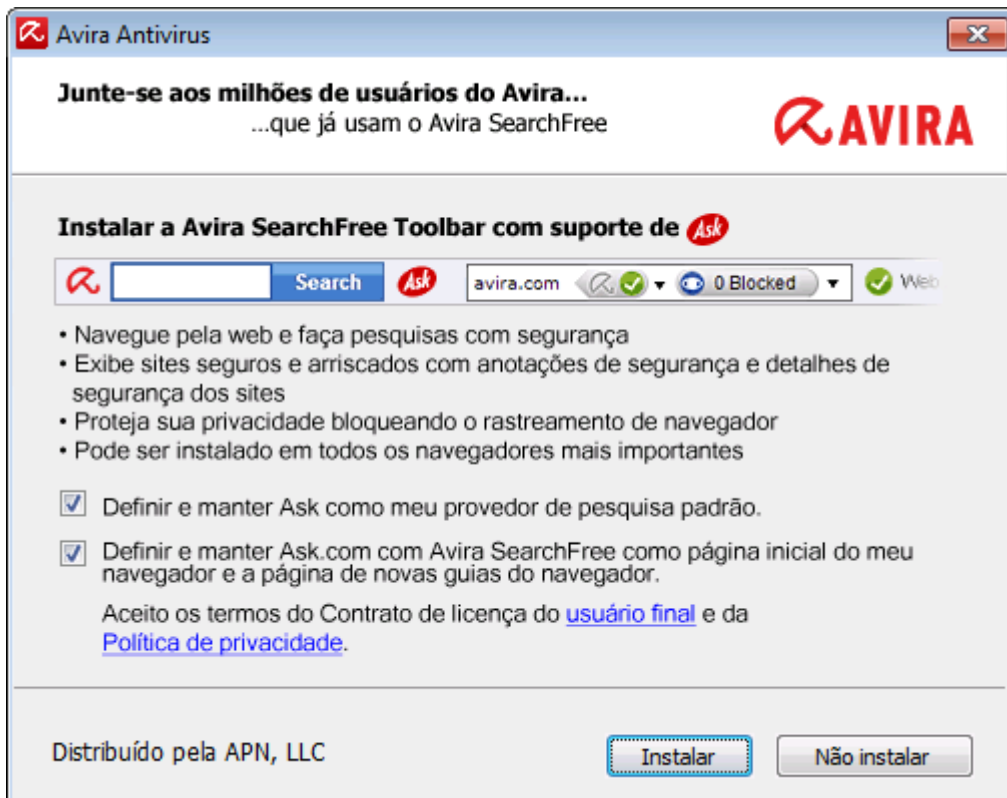 Avira Antivirus
Junte-se aos milhões de usuários do Avira...
...que já usam o Avira SearchFree
AVIRA
Instalar a Avira SearchFree Toolbar com suporte de Ask
Search Ask avira.com 0 Blocked Web
• Navegue pela web e faça pesquisas com segurança
• Exibe sites seguros e arriscados com anotações de segurança e detalhes de
segurança dos sites
• Proteja sua privacidade bloqueando o rastreamento de navegador
• Pode ser instalado em todos os navegadores mais importantes
Definir e manter Ask como meu provedor de pesquisa padrão.
Definir e manter Ask.com com Avira SearchFree como página inicial do meu
navegador e a página de novas guias do navegador.
Aceito os termos do Contrato de licença do usuário final e da
Política de privacidade.
Distribuído pela APN, LLC
Instalar
Não instalar